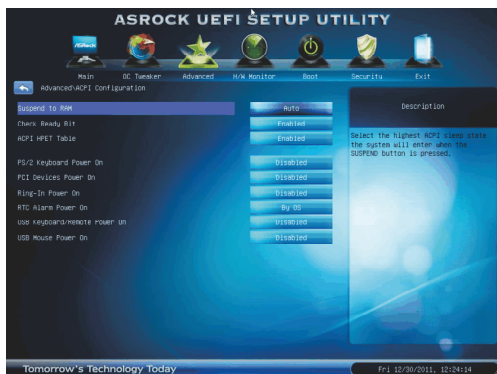 ASROCK UEFI SETUP UTILITY
ASRock
Main OC Tweaker Advanced H/W Monitor Boot Security Exit
Advanced\ACPI Configuration
Description
Suspend to RAM Auto
Check Ready Bit Enabled
ACPI HPET Table Enabled
PS/2 Keyboard Power On Disabled
PCI Devices Power On Disabled
Ring-In Power On Disabled
RTC Alarm Power On By OS
USB Keyboard/Remote Power On Disabled
USB Mouse Power On Disabled
Select the highest ACPI sleep state
the system will enter when the
SUSPEND button is pressed.
Tomorrow's Technology Today
Fri 12/30/2011, 12:24:14